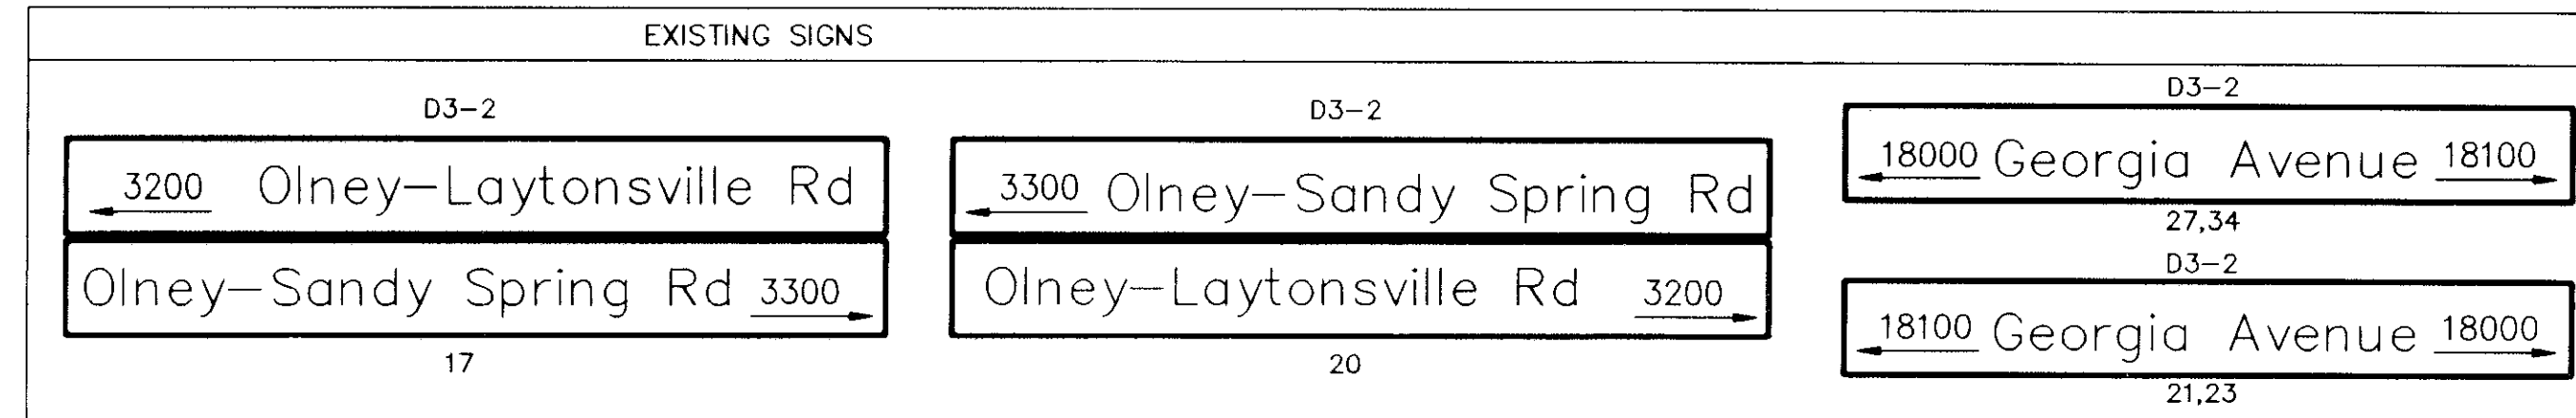 EXISTING SIGNS
D3-2
3200 Olney-Laytonsville Rd
Olney-Sandy Spring Rd 3300
17
D3-2
3300 Olney-Sandy Spring Rd
Olney-Laytonsville Rd 3200
20
D3-2
18000 Georgia Avenue 18100
27,34
D3-2
18100 Georgia Avenue 18000
21,23